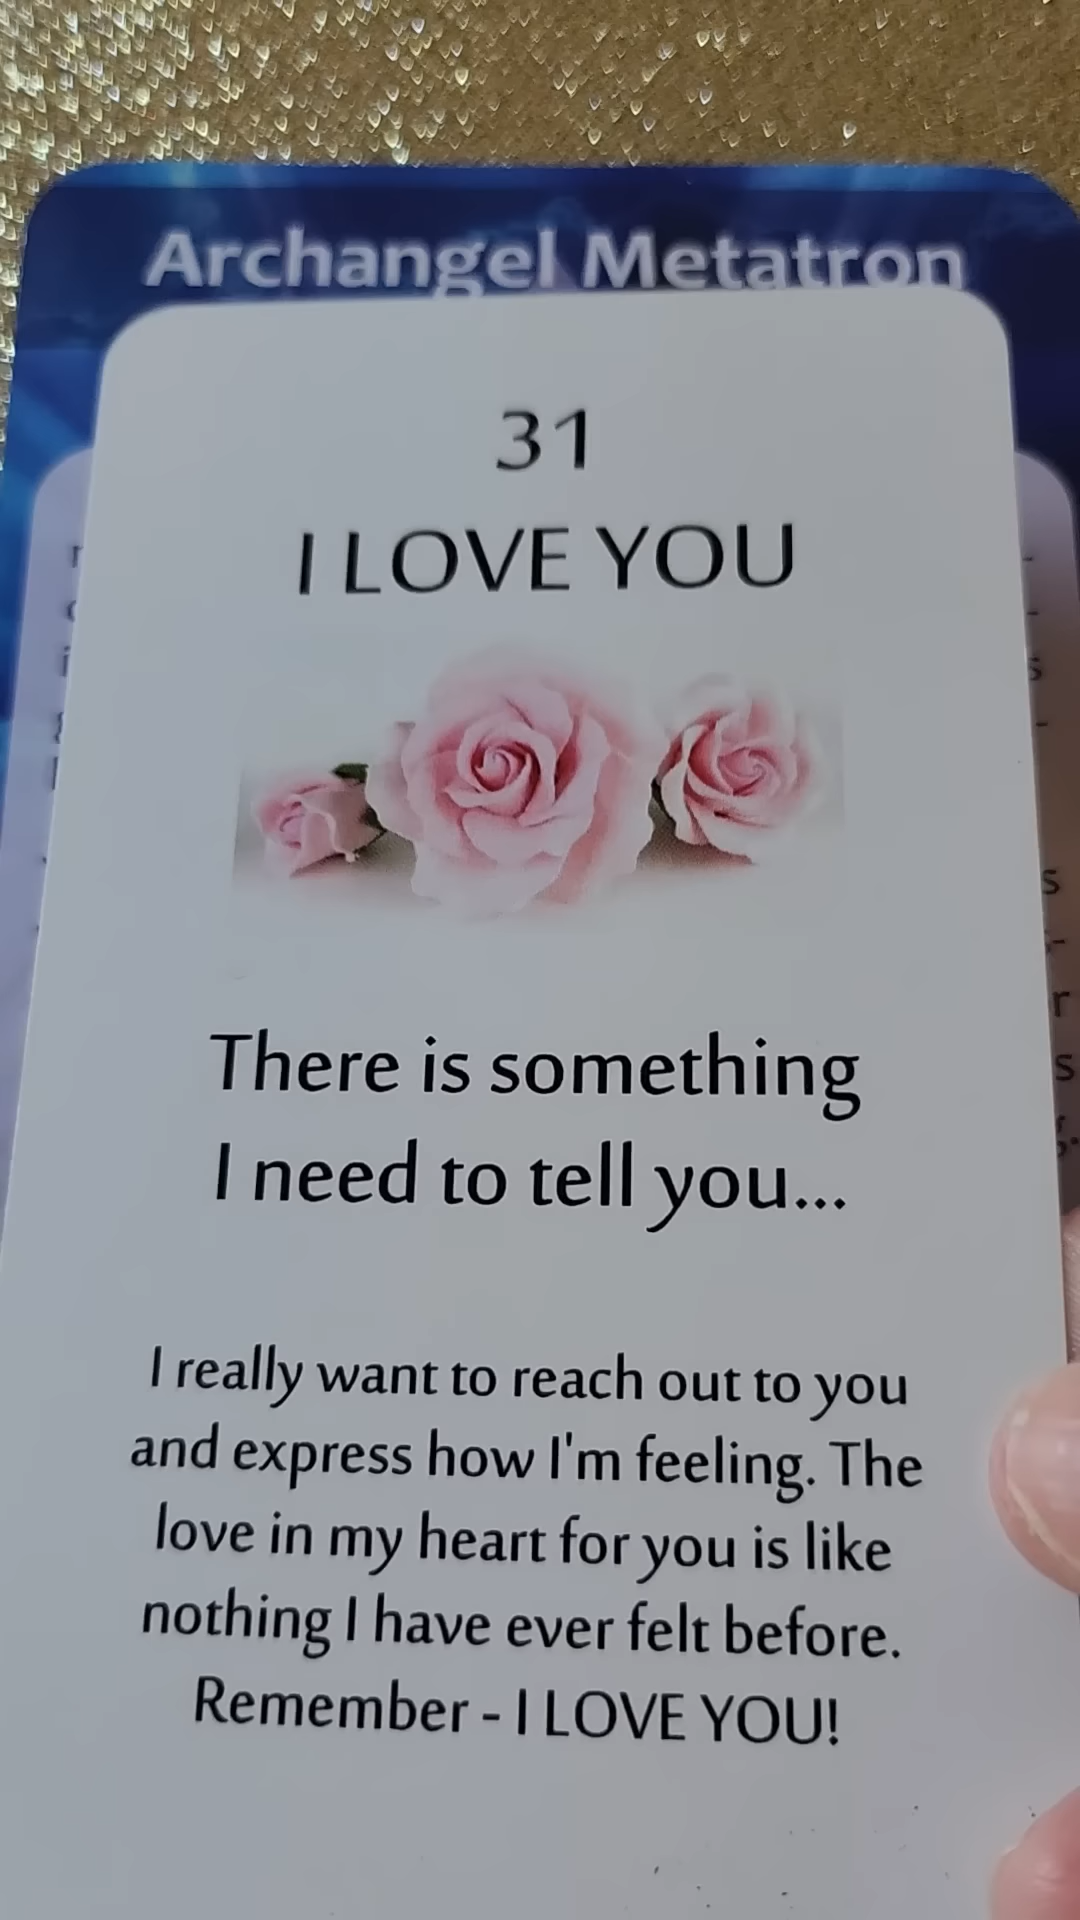 Archangel Metatron
31
I LOVE YOU
There is something
I need to tell you...
I really want to reach out to you
and express how I'm feeling. The
love in my heart for you is like
nothing I have ever felt before.
Remember - I LOVE YOU!